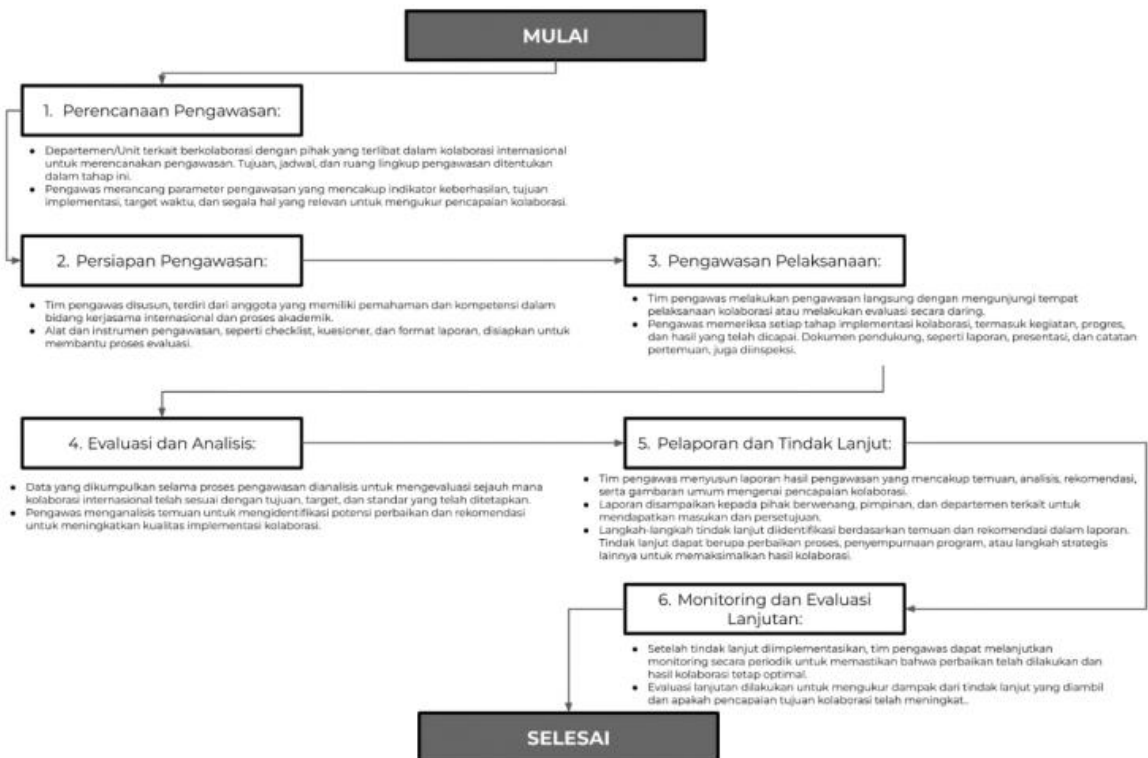 MULAI
1. Perencanaan Pengawasan:
● Departemen/Unit terkait berkolaborasi dengan pihak yang terlibat dalam kolaborasi internasional
untuk merencanakan pengawasan. Tujuan, jadwal, dan ruang lingkup pengawasan ditentukan
dalam tahap ini.
● Pengawas merancang parameter pengawasan yang mencakup indikator keberhasilan, tujuan
implementasi, target waktu, dan segala hal yang relevan untuk mengukur pencapaian kolaborasi.
2. Persiapan Pengawasan:
● Tim pengawas disusun, terdiri dari anggota yang memiliki pemahaman dan kompetensi dalam
bidang kerjasama internasional dan proses akademik.
● Alat dan instrumen pengawasan, seperti checklist, kuesioner, dan format laporan, disiapkan untuk
membantu proses evaluasi.
3. Pengawasan Pelaksanaan:
● Tim pengawas melakukan pengawasan langsung dengan mengunjungi tempat
pelaksanaan kolaborasi atau melakukan evaluasi secara daring.
● Pengawas memeriksa setiap tahap implementasi kolaborasi, termasuk kegiatan, progres,
dan hasil yang telah dicapai. Dokumen pendukung, seperti laporan, presentasi, dan catatan
pertemuan, juga diinspeksi.
4. Evaluasi dan Analisis:
● Data yang dikumpulkan selama proses pengawasan dianalisis untuk mengevaluasi sejauh mana
kolaborasi internasional telah sesuai dengan tujuan, target, dan standar yang telah ditetapkan.
● Pengawas menganalisis temuan untuk mengidentifikasi potensi perbaikan dan rekomendasi
untuk meningkatkan kualitas implementasi kolaborasi.
5. Pelaporan dan Tindak Lanjut:
● Tim pengawas menyusun laporan hasil pengawasan yang mencakup temuan, analisis, rekomendasi,
serta gambaran umum mengenai pencapaian kolaborasi.
● Laporan disampaikan kepada pihak berwenang, pimpinan, dan departemen terkait untuk
mendapatkan masukan dan persetujuan.
● Langkah-langkah tindak lanjut diidentifikasi berdasarkan temuan dan rekomendasi dalam laporan.
Tindak lanjut dapat berupa perbaikan proses, penyempurnaan program, atau langkah strategis
lainnya untuk memaksimalkan hasil kolaborasi.
6. Monitoring dan Evaluasi
Lanjutan:
● Setelah tindak lanjut diimplementasikan, tim pengawas dapat melanjutkan
monitoring secara periodik untuk memastikan bahwa perbaikan telah dilakukan dan
hasil kolaborasi tetap optimal.
● Evaluasi lanjutan dilakukan untuk mengukur dampak dari tindak lanjut yang diambil
dan apakah pencapaian tujuan kolaborasi telah meningkat..
SELESAI